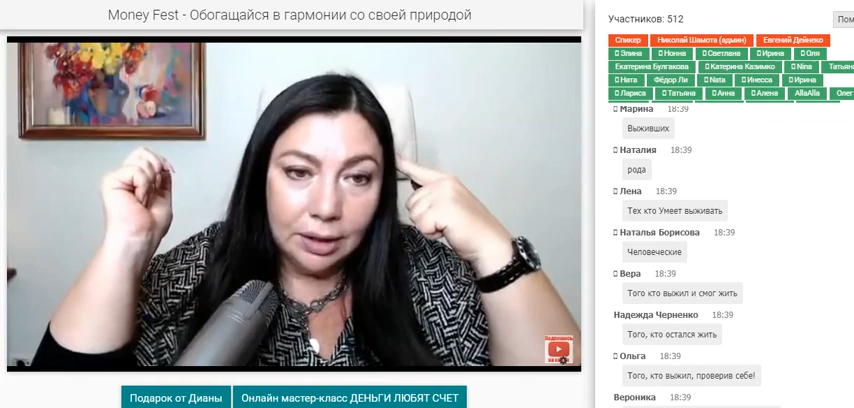 Money Fest - Обогащайся в гармонии со своей природой
Участников: 512
Спикер Николай Шамота (админ) Евгений Дейнеко
Элина Нонна Светлана Ирина Оля
Екатерина Булгакова Катерина Казимко Nina
Ната Фёдор Ли Nata Инесса Ирина
Лариса Татьяна Анна Алена AllaAlla Олег
Марина 18:39
Выживших
Наталия 18:39
рода
Лена 18:39
Тех кто Умеет выживать
Наталья Борисова 18:39
Человеческие
Вера 18:39
Того кто выжил и смог жить
Надежда Черненко 18:39
Того, кто остался жить
Ольга 18:39
Того, кто выжил, проверив себе!
Вероника 18:39
Подарок от Дианы
Онлайн мастер-класс ДЕНЬГИ ЛЮБЯТ СЧЕТ